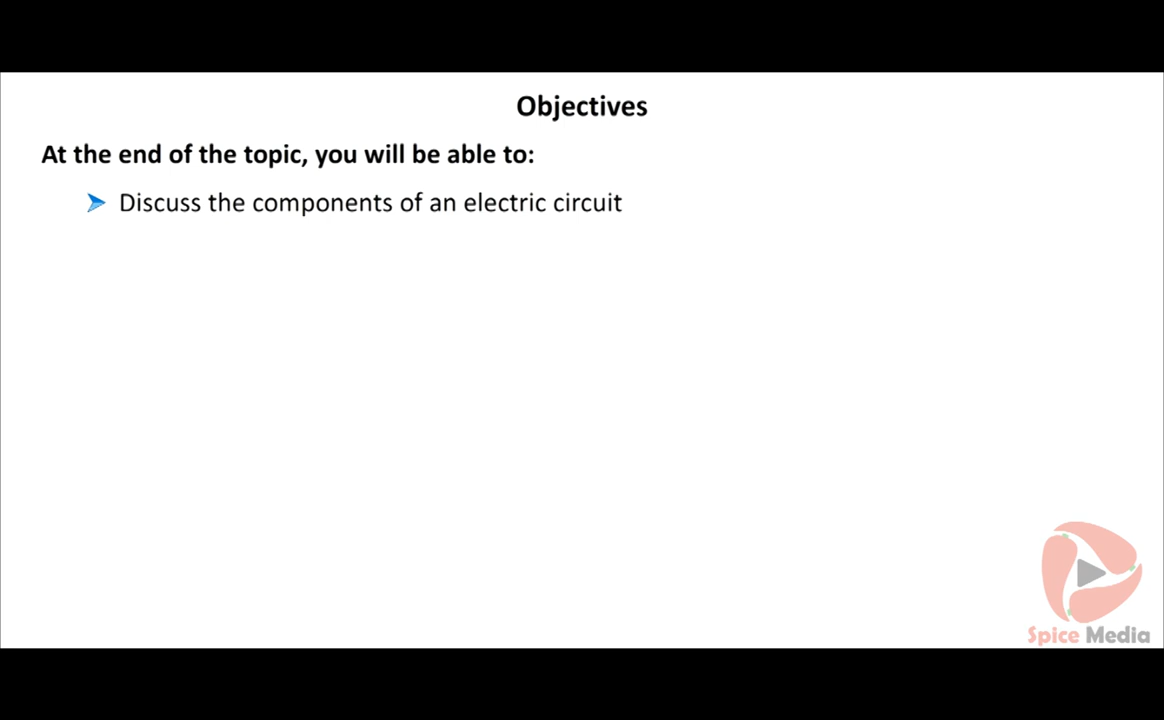 Objectives
At the end of the topic, you will be able to:
Discuss the components of an electric circuit
Spice Media